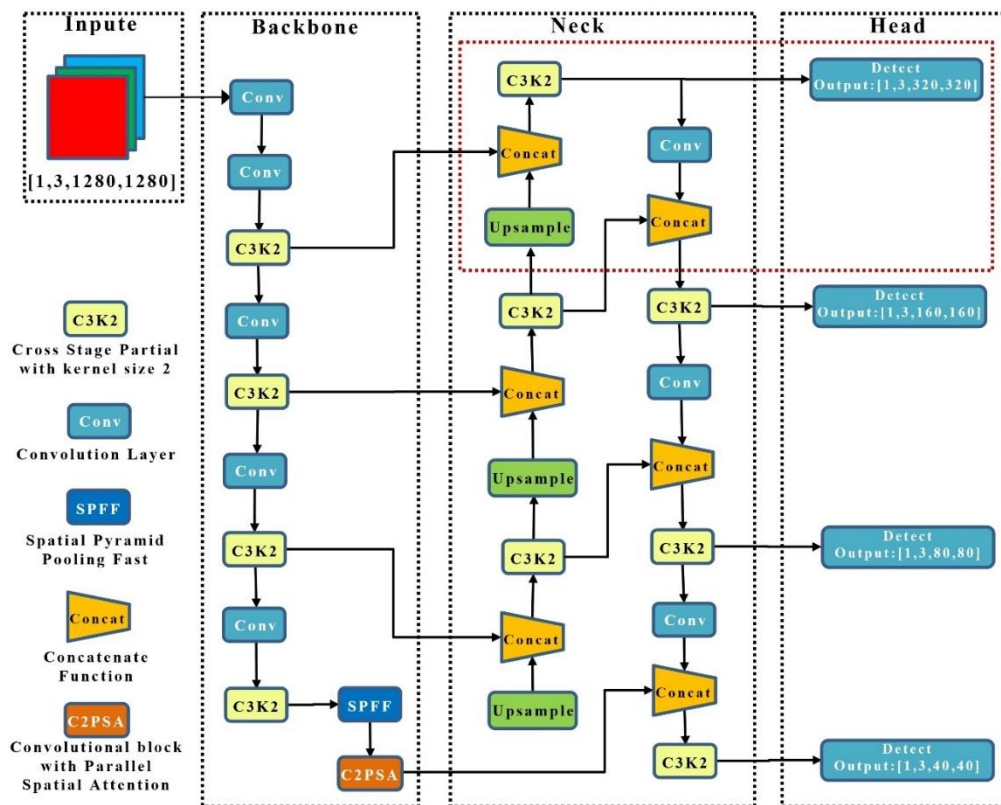 Inpute
[1,3,1280,1280]
C3K2
Cross Stage Partial
with kernel size 2
Conv
Convolution Layer
SPFF
Spatial Pyramid
Pooling Fast
Concat
Concatenate
Function
C2PSA
Convolutional block
with Parallel
Spatial Attention
Backbone
Conv
Conv
C3K2
Conv
C3K2
Conv
C3K2
Conv
C3K2
SPFF
C2PSA
Neck
C3K2
Concat
Upsample
C3K2
Concat
Upsample
C3K2
Concat
Upsample
Conv
Concat
C3K2
Conv
Concat
C3K2
Conv
Concat
C3K2
Head
Detect
Output:[1,3,320,320]
Detect
Output:[1,3,160,160]
Detect
Output:[1,3,80,80]
Detect
Output:[1,3,40,40]